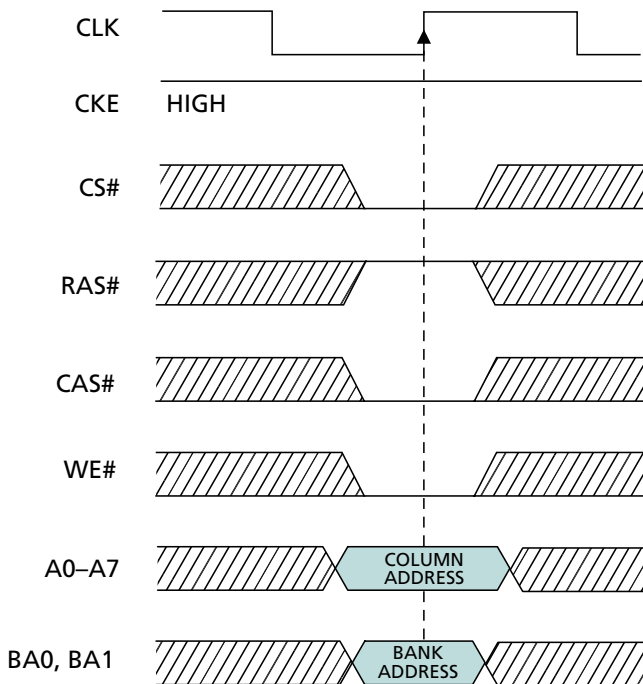 CLK
CKE HIGH
CS#
RAS#
CAS#
WE#
A0–A7 COLUMN
ADDRESS
BA0, BA1 BANK
ADDRESS